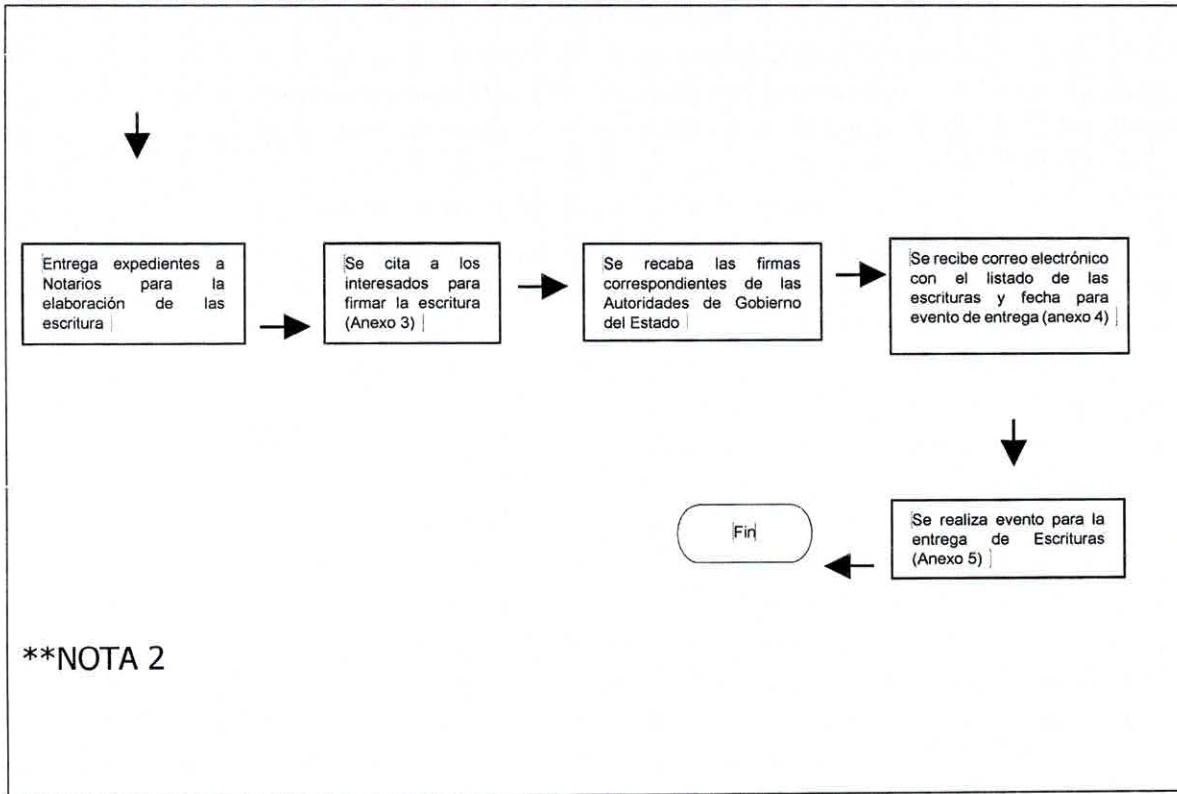 Entrega expedientes a
Notarios para la
elaboración de las
escritura
Se cita a los
interesados para
firmar la escritura
(Anexo 3)
Se recaba las firmas
correspondientes de las
Autoridades de Gobierno
del Estado
Se recibe correo electrónico
con el listado de las
escrituras y fecha para
evento de entrega (anexo 4)
Se realiza evento para la
entrega de Escrituras
(Anexo 5)
Fin
**NOTA 2